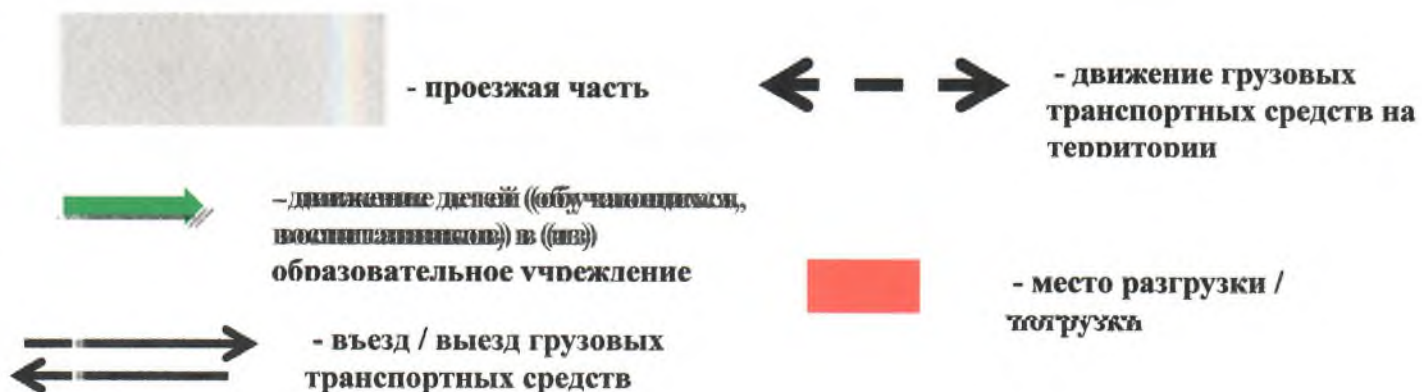 - проезжая часть
- движение грузовых
транспортных средств на
территории
– движение детей (обучающихся,
воспитанников) в (из)
образовательное учреждение
- место разгрузки /
погрузки
- въезд / выезд грузовых
транспортных средств